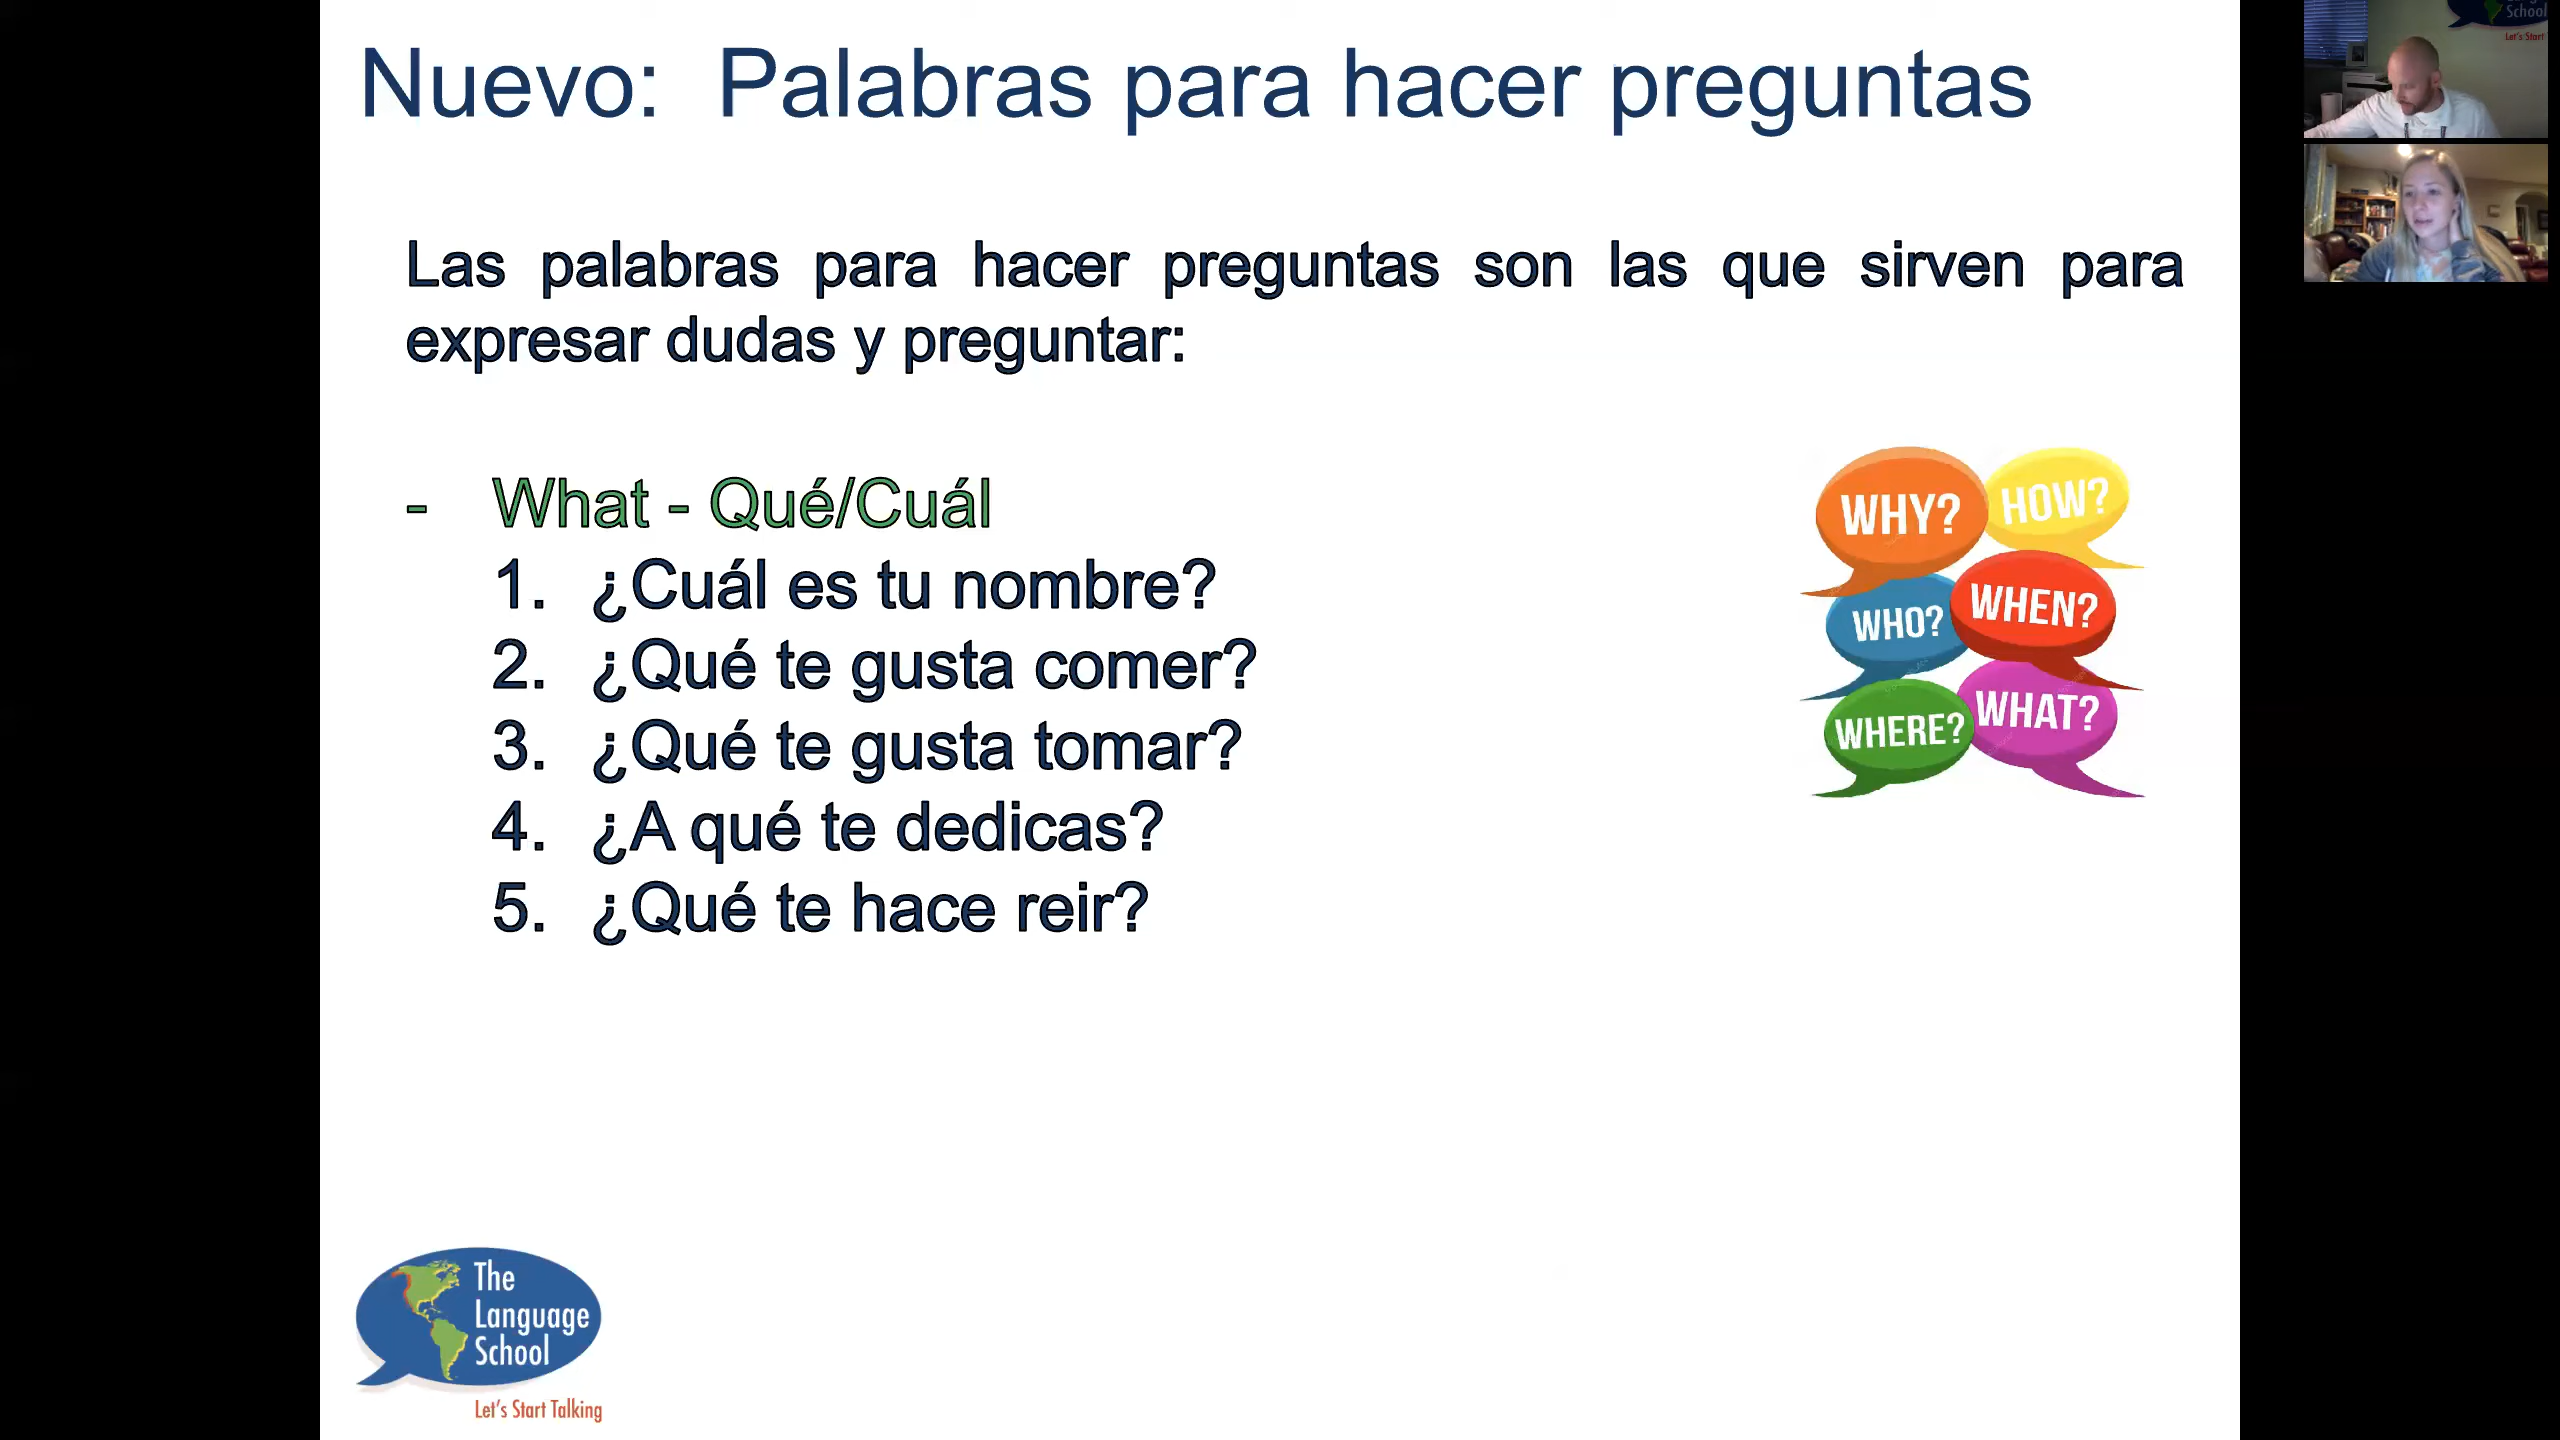 Nuevo: Palabras para hacer preguntas
Las palabras para hacer preguntas son las que sirven para
expresar dudas y preguntar:
- What - Qué/Cuál
1. ¿Cuál es tu nombre?
2. ¿Qué te gusta comer?
3. ¿Qué te gusta tomar?
4. ¿A qué te dedicas?
5. ¿Qué te hace reir?
WHY?
HOW?
WHO?
WHEN?
WHERE?
WHAT?
The
Language
School
Let's Start Talking
School
Let's Start